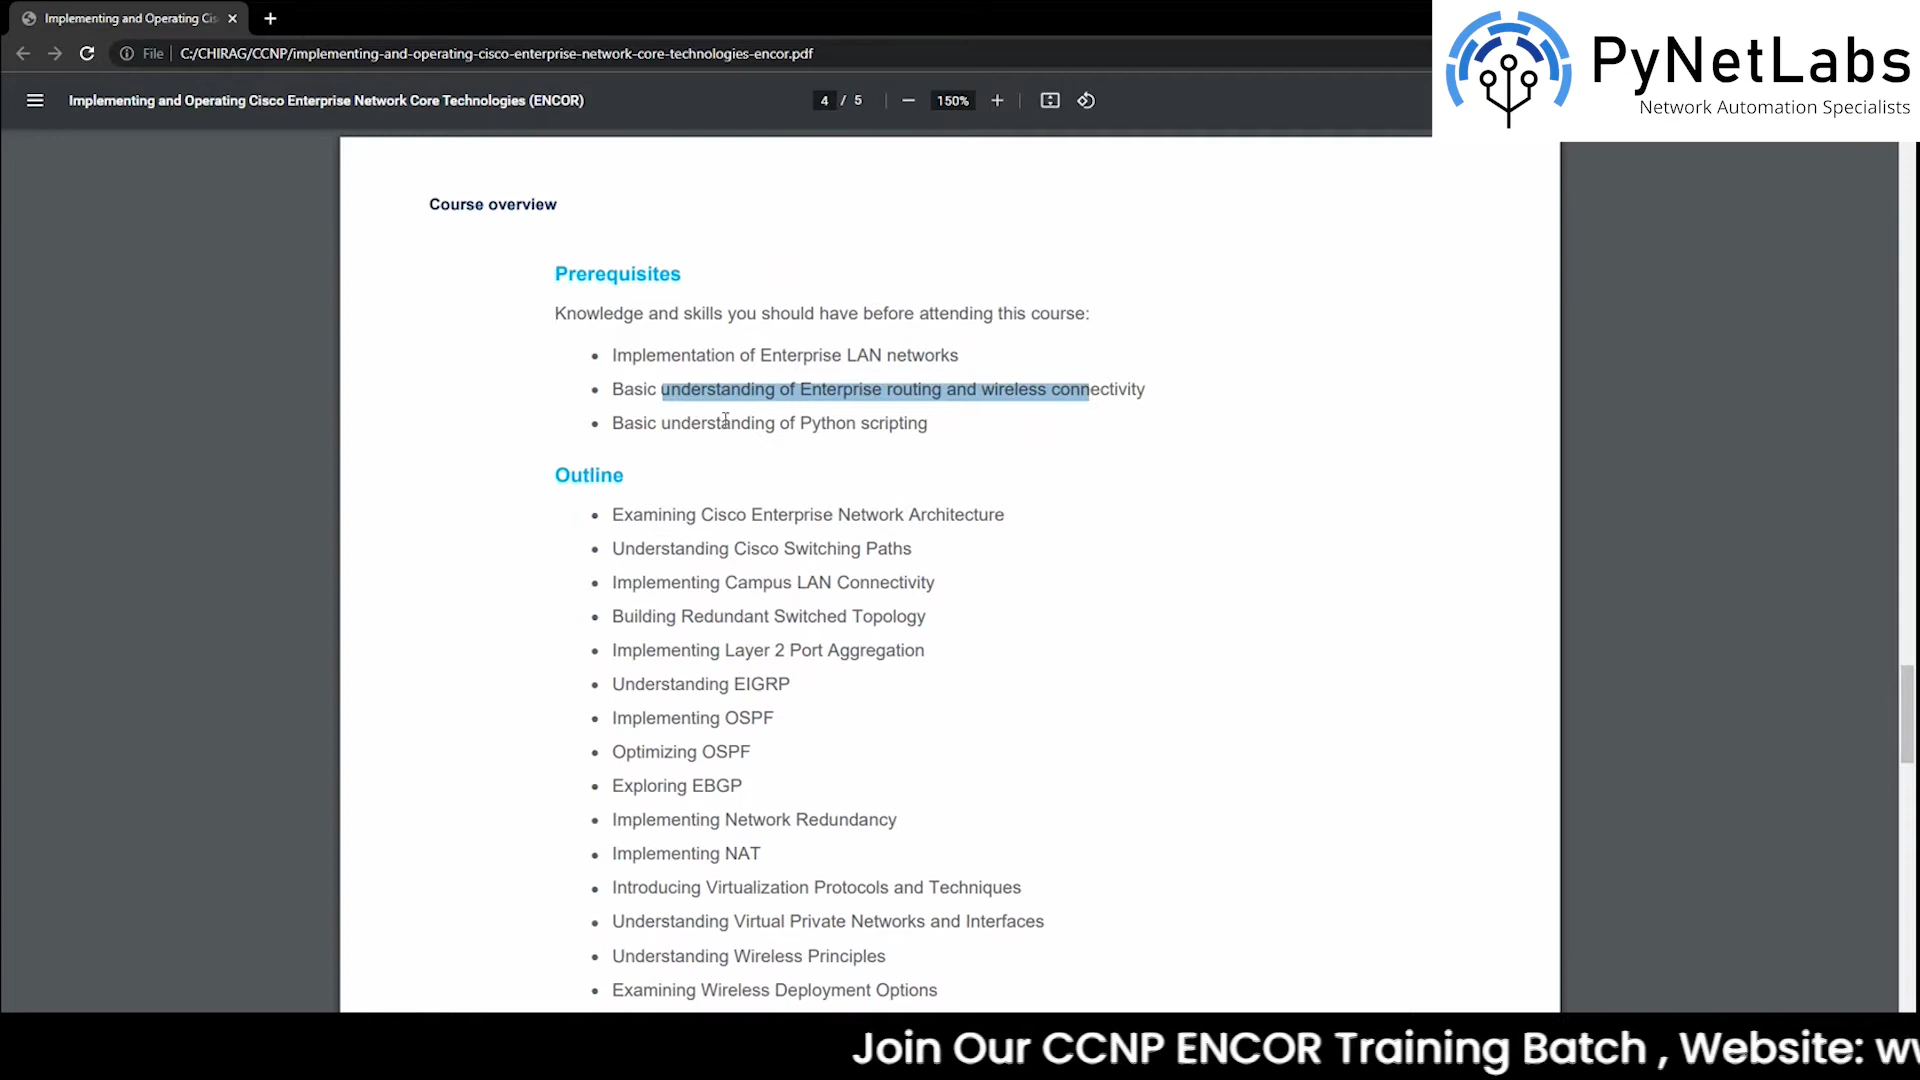 Implementing and Operating Cis
File
C:/CHIRAG/CCNP/implementing-and-operating-cisco-enterprise-network-core-technologies-encor.pdf
PyNetLabs
Network Automation Specialists
Implementing and Operating Cisco Enterprise Network Core Technologies (ENCOR)
4 / 5
150%
Course overview
Prerequisites
Knowledge and skills you should have before attending this course:
• Implementation of Enterprise LAN networks
• Basic understanding of Enterprise routing and wireless connectivity
• Basic understanding of Python scripting
Outline
• Examining Cisco Enterprise Network Architecture
• Understanding Cisco Switching Paths
• Implementing Campus LAN Connectivity
• Building Redundant Switched Topology
• Implementing Layer 2 Port Aggregation
• Understanding EIGRP
• Implementing OSPF
• Optimizing OSPF
• Exploring EBGP
• Implementing Network Redundancy
• Implementing NAT
• Introducing Virtualization Protocols and Techniques
• Understanding Virtual Private Networks and Interfaces
• Understanding Wireless Principles
• Examining Wireless Deployment Options
Join Our CCNP ENCOR Training Batch , Website: